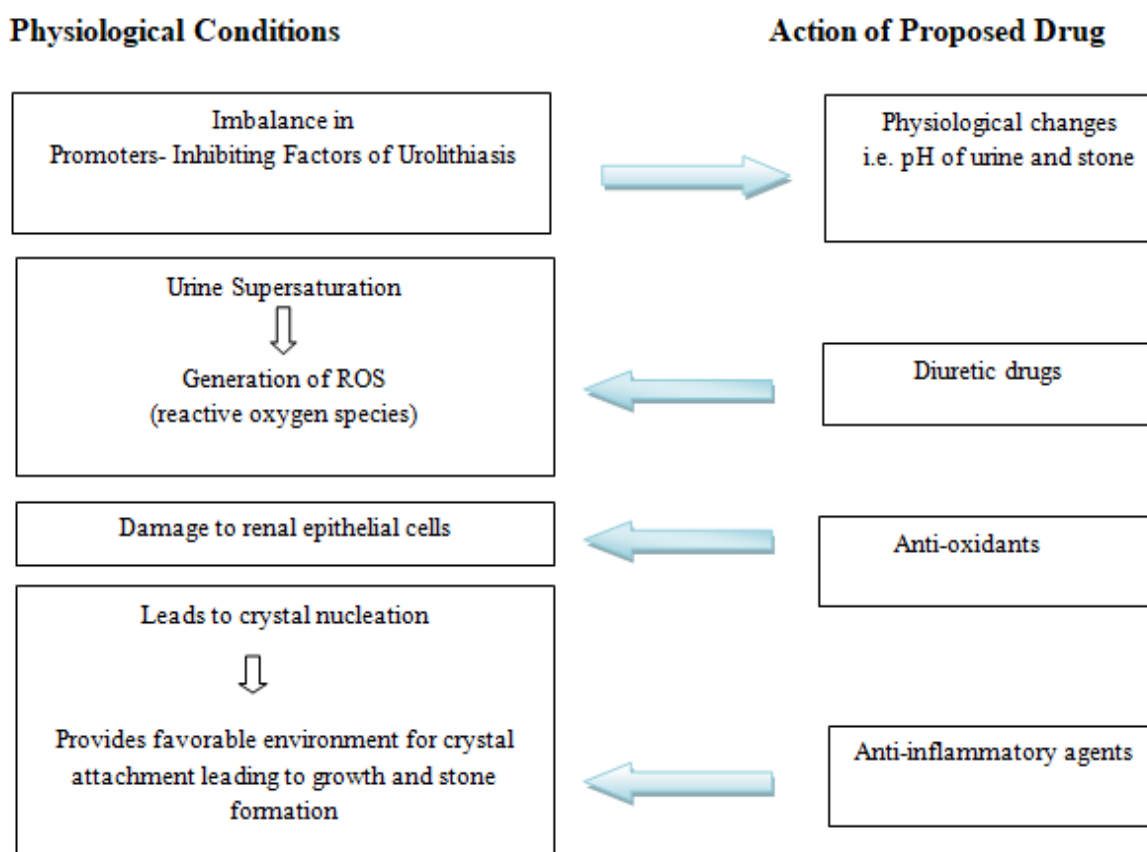 Physiological Conditions
Action of Proposed Drug
Imbalance in
Promoters- Inhibiting Factors of Urolithiasis
Physiological changes
i.e. pH of urine and stone
Urine Supersaturation
Generation of ROS
(reactive oxygen species)
Diuretic drugs
Damage to renal epithelial cells
Anti-oxidants
Leads to crystal nucleation
Provides favorable environment for crystal
attachment leading to growth and stone
formation
Anti-inflammatory agents